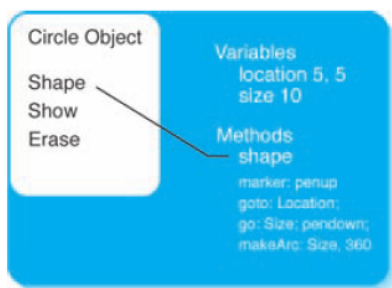 Circle Object
Shape
Show
Erase
Variables
location 5, 5
size 10
Methods
shape
marker: penup
goto: Location;
go: Size; pendown;
makeArc: Size, 360